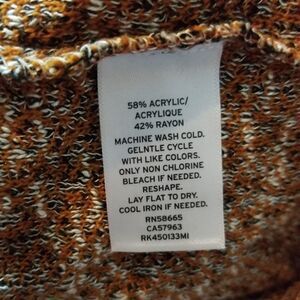 58% ACRYLIC/
ACRYLIQUE
42% RAYON
MACHINE WASH COLD.
GELNTLE CYCLE
WITH LIKE COLORS.
ONLY NON CHLORINE
BLEACH IF NEEDED.
RESHAPE.
LAY FLAT TO DRY.
COOL IRON IF NEEDED.
RN58665
CA57963
RK450133MI